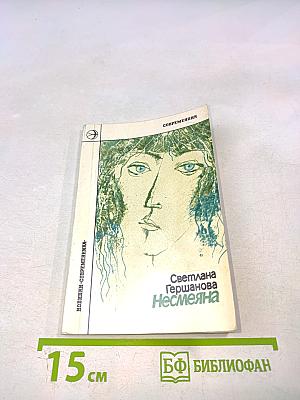 СОВРЕМЕННИК
НОВИНКИ «СОВРЕМЕННИКА»
Светлана
Гершанова
Несмеяна
15 см
БФ БИБЛИОФАН